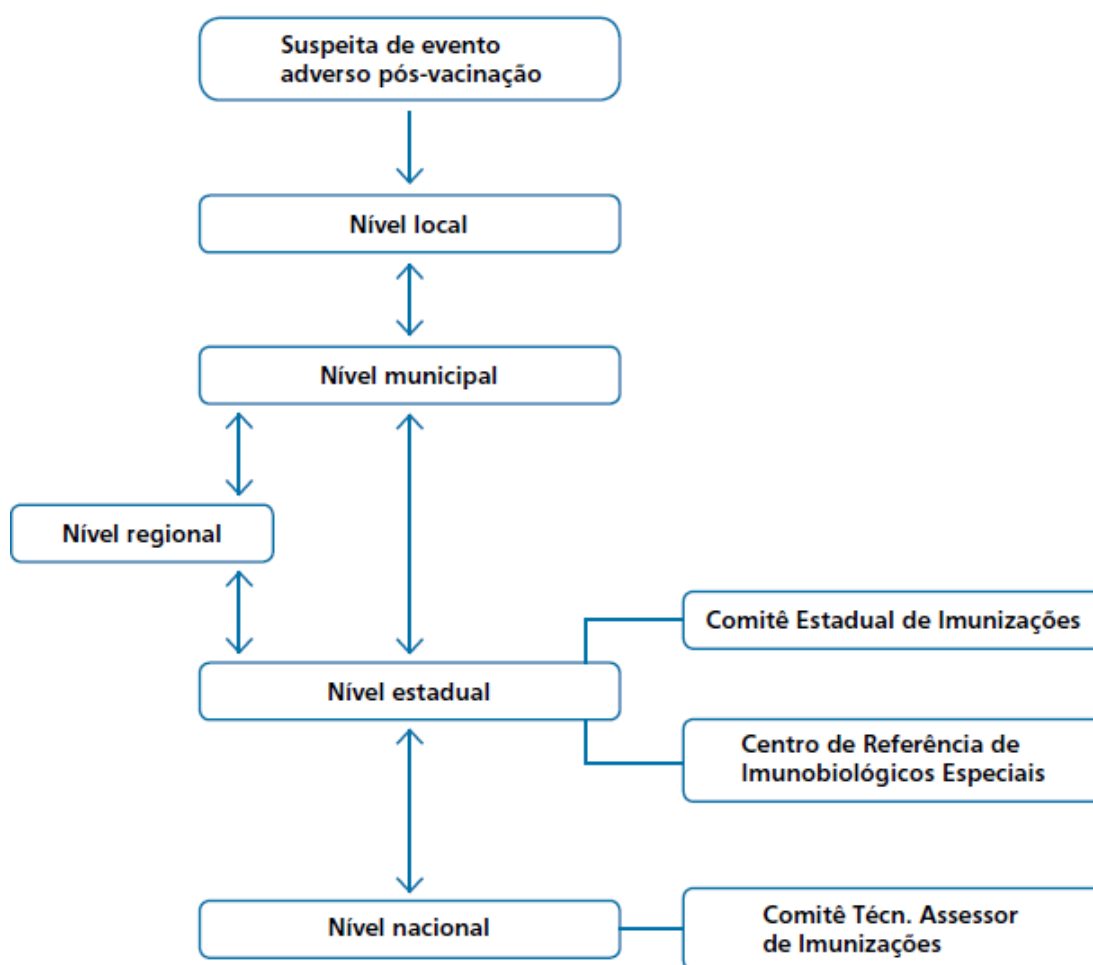 Suspeita de evento
adverso pós-vacinação
Nível local
Nível municipal
Nível regional
Comitê Estadual de Imunizações
Nível estadual
Centro de Referência de
Imunobiológicos Especiais
Nível nacional
Comitê Técn. Assessor
de Imunizações